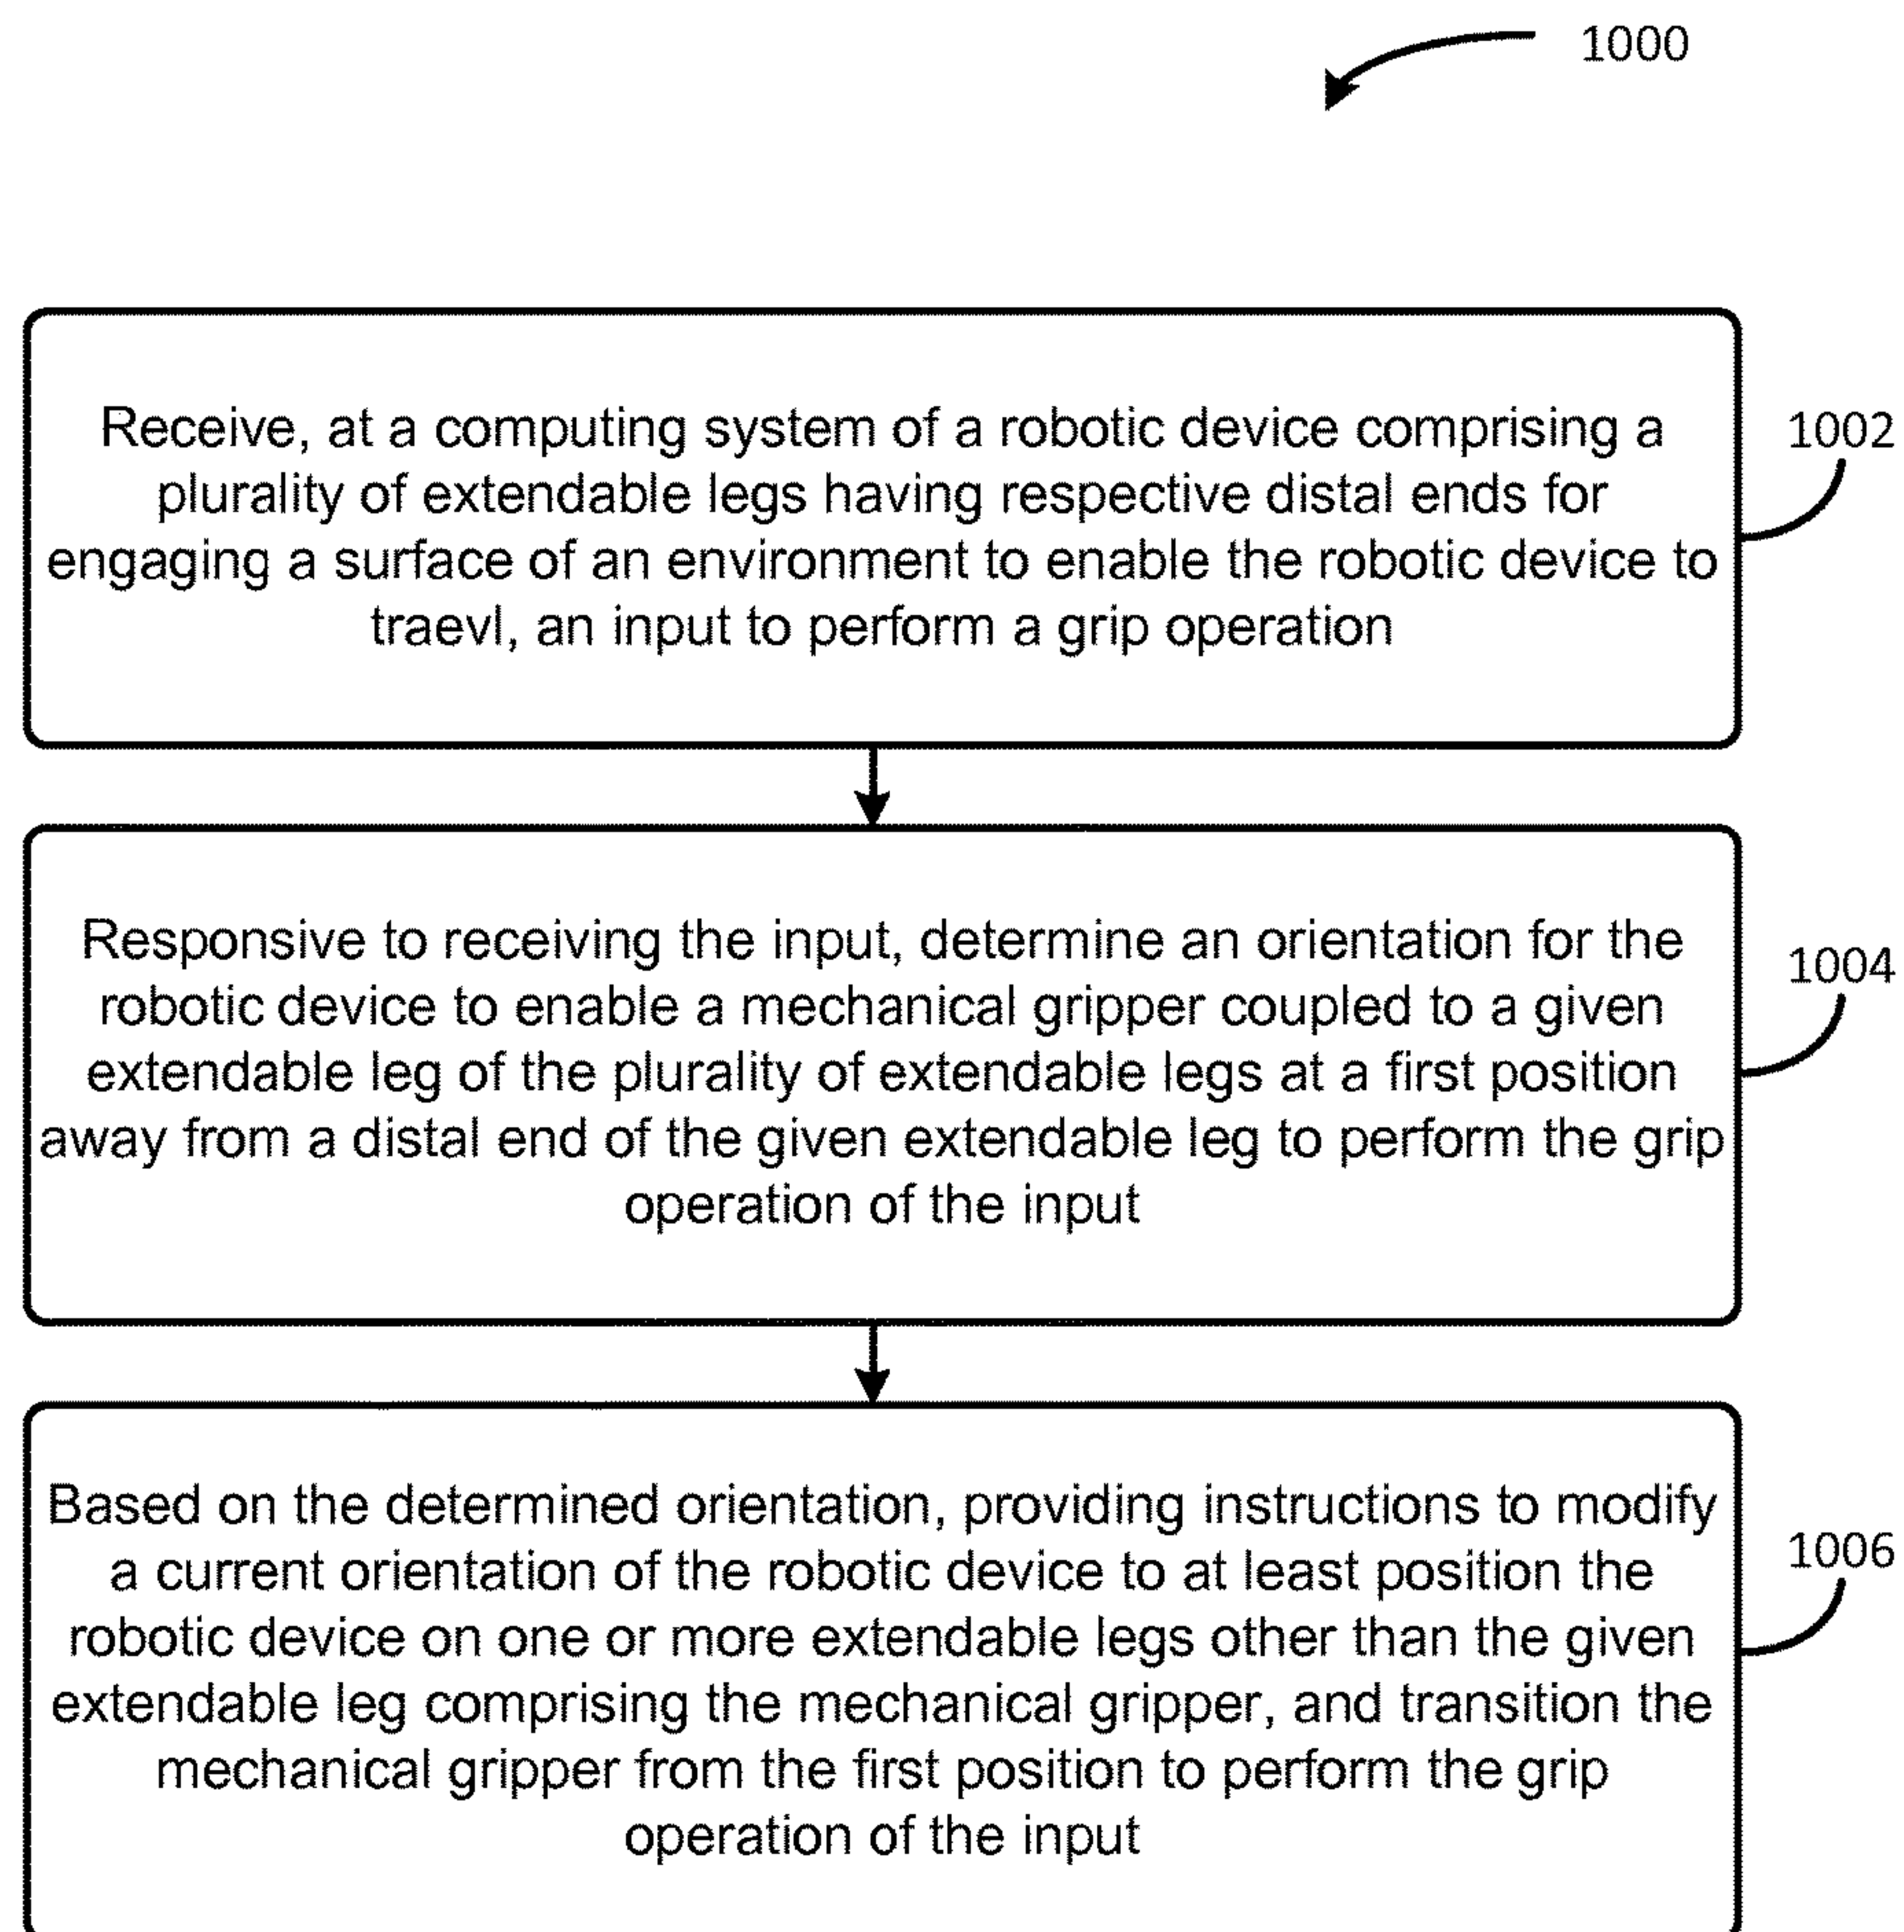 1000
Receive, at a computing system of a robotic device comprising a
plurality of extendable legs having respective distal ends for
engaging a surface of an environment to enable the robotic device to
traevl, an input to perform a grip operation
1002
Responsive to receiving the input, determine an orientation for the
robotic device to enable a mechanical gripper coupled to a given
extendable leg of the plurality of extendable legs at a first position
away from a distal end of the given extendable leg to perform the grip
operation of the input
1004
Based on the determined orientation, providing instructions to modify
a current orientation of the robotic device to at least position the
robotic device on one or more extendable legs other than the given
extendable leg comprising the mechanical gripper, and transition the
mechanical gripper from the first position to perform the grip
operation of the input
1006